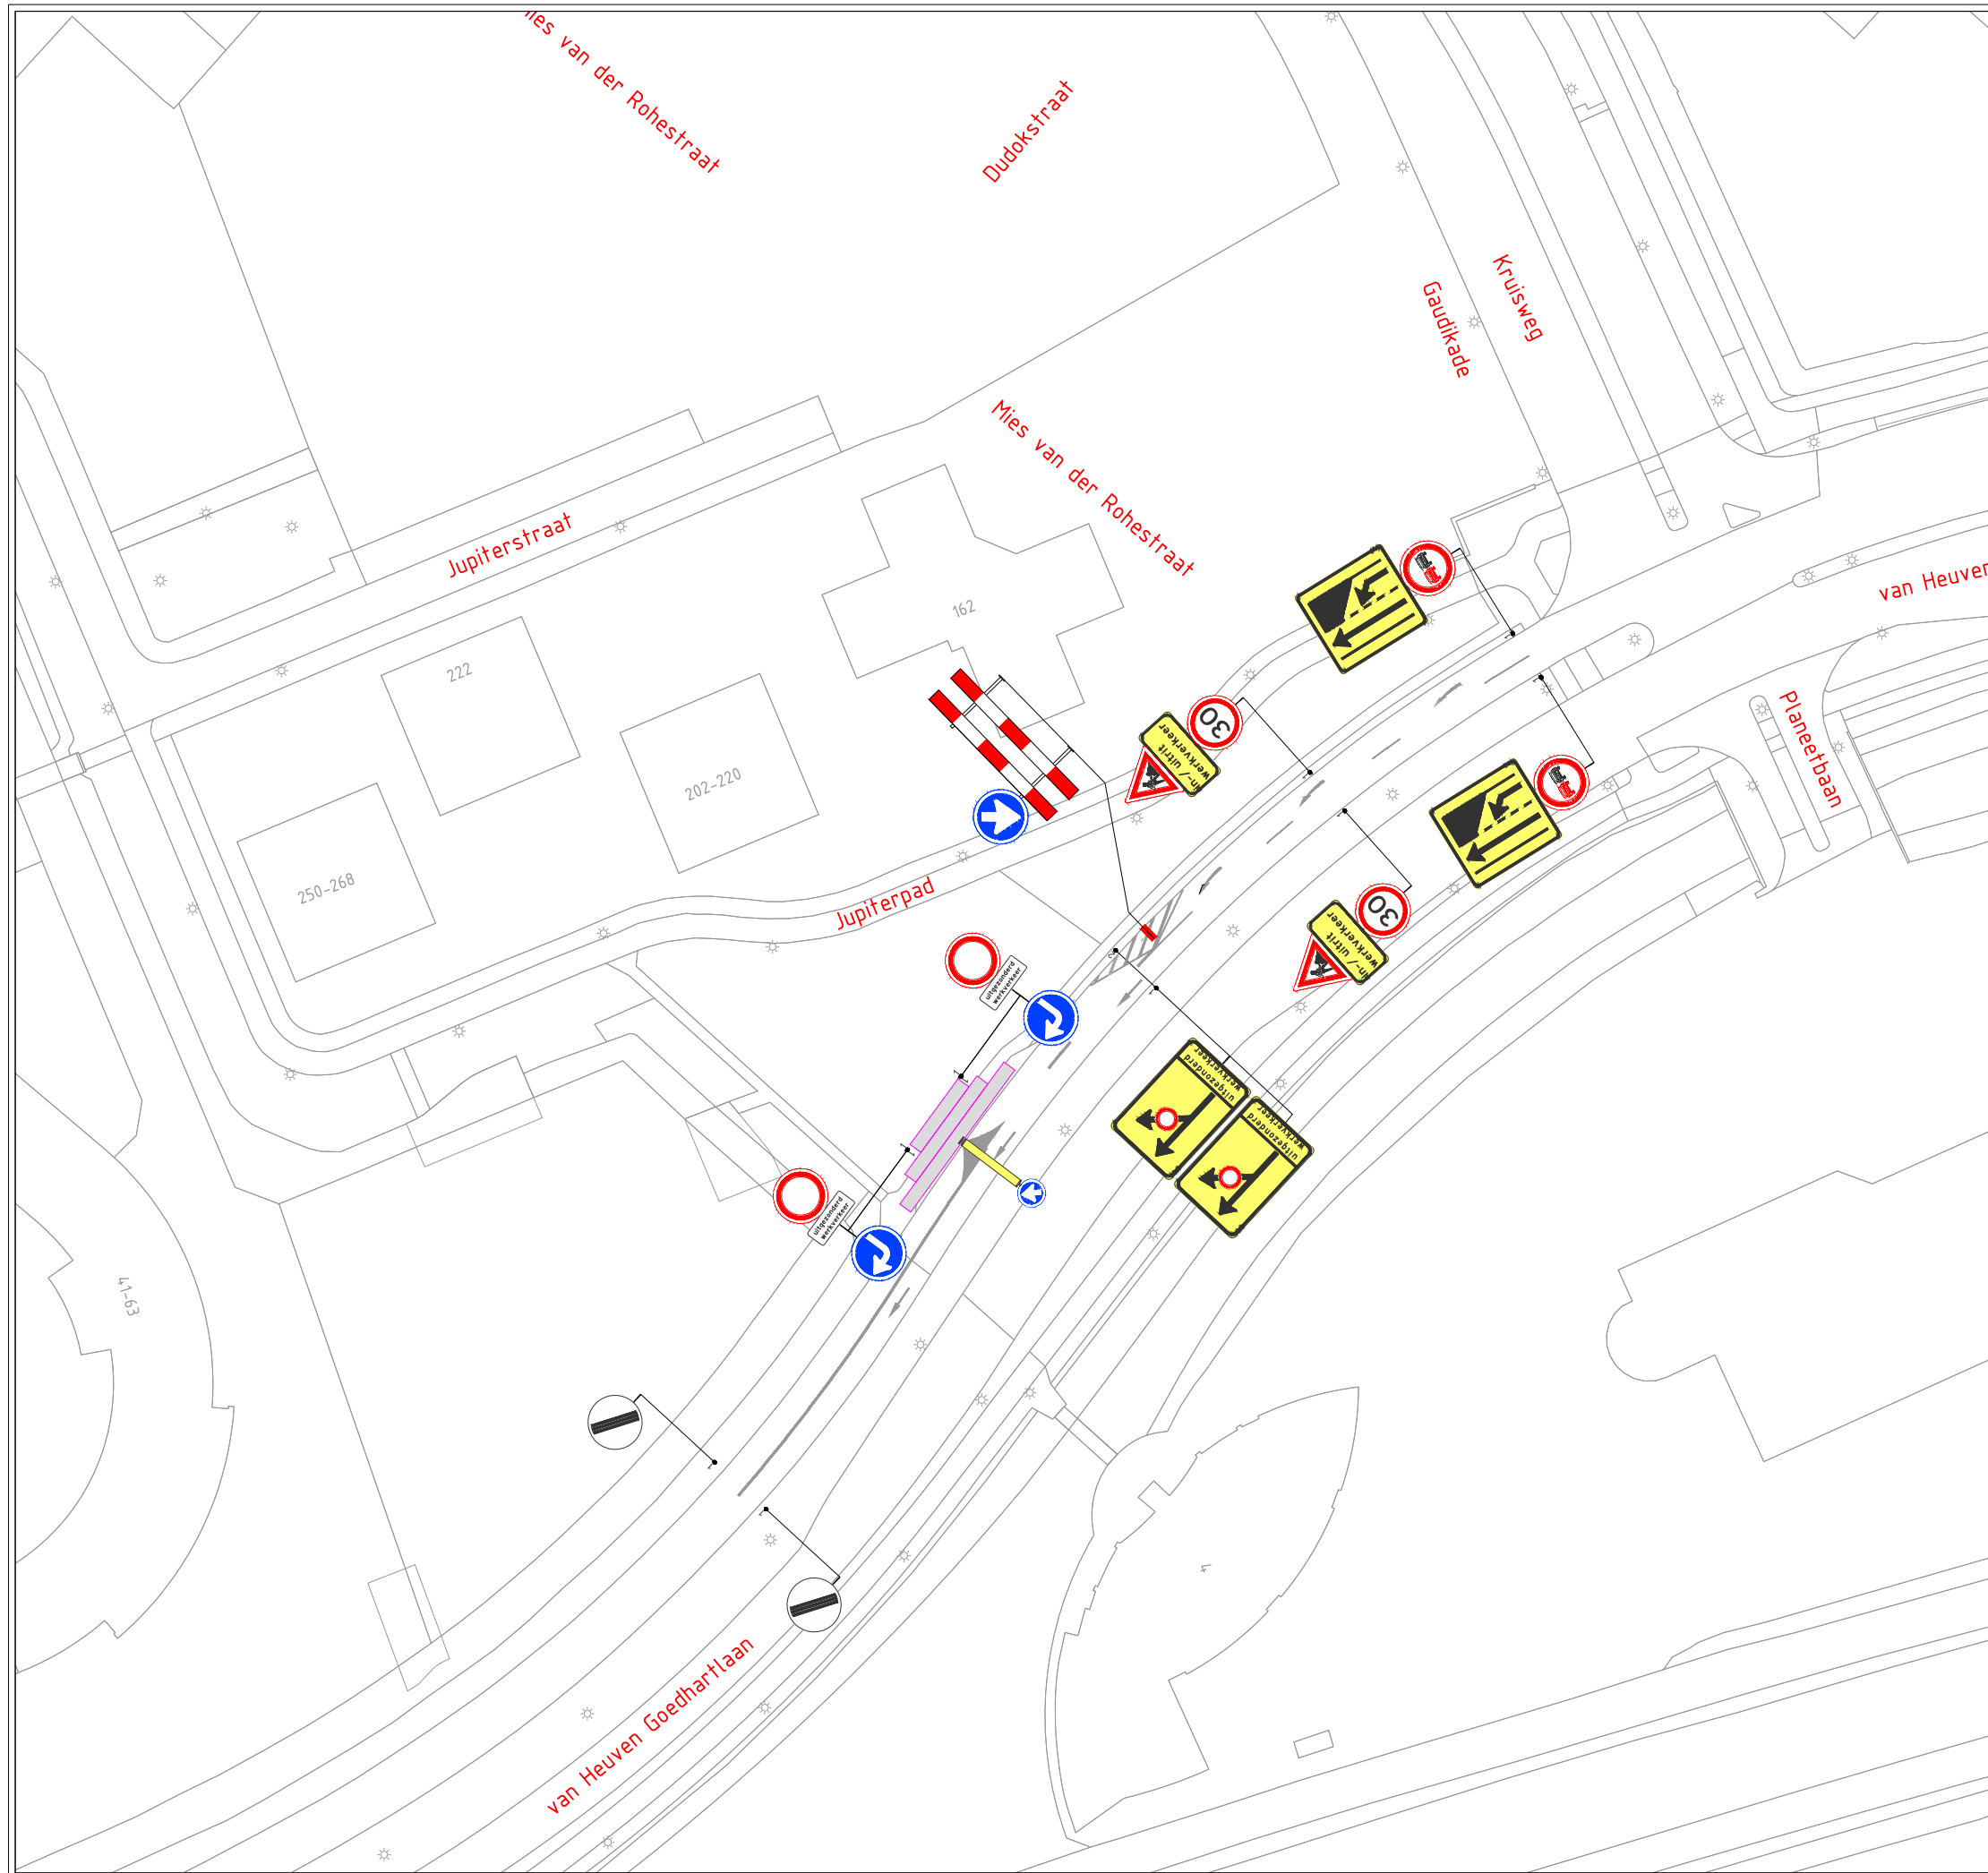 Mies van der Rohestraat
Dudokstraat
Kruisweg
Gaudikade
Mies van der Rohestraat
Jupiterstraat
van Heuven
162
222
202-220
250-268
Planeetbaan
30
in-/ uitrit
werkverkeer
Jupiterpad
30
in-/ uitrit
werkverkeer
uitgezonderd
werkverkeer
uitgezonderd
werkverkeer
uitgezonderd
werkverkeer
uitgezonderd
werkverkeer
41-63
4
van Heuven Goedhartlaan